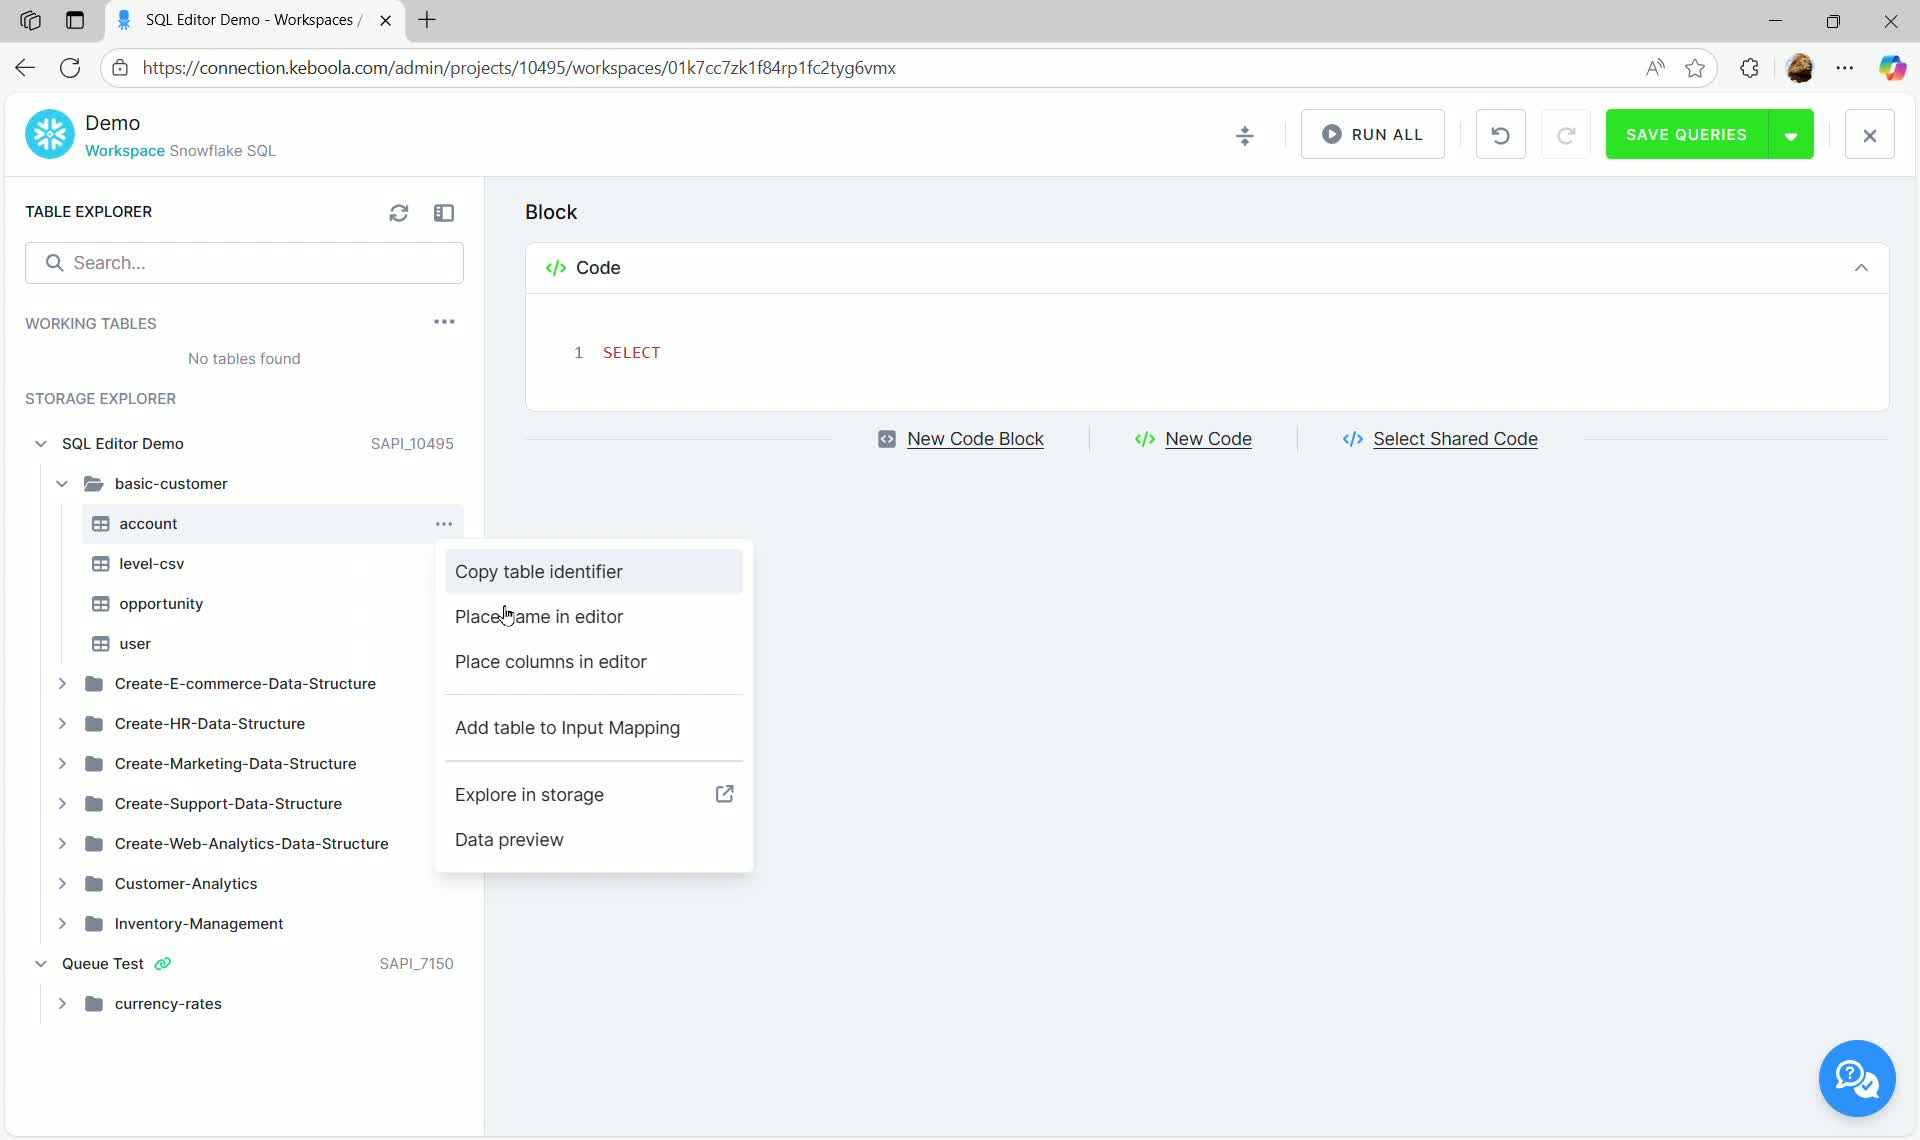 SQL Editor Demo - Workspaces /
https://connection.keboola.com/admin/projects/10495/workspaces/01k7cc7zk1f84rp1fc2tyg6vmx
Demo
Workspace Snowflake SQL
RUN ALL
SAVE QUERIES
TABLE EXPLORER
Search...
WORKING TABLES
No tables found
STORAGE EXPLORER
SQL Editor Demo SAPI_10495
basic-customer
account
level-csv
opportunity
user
Create-E-commerce-Data-Structure
Create-HR-Data-Structure
Create-Marketing-Data-Structure
Create-Support-Data-Structure
Create-Web-Analytics-Data-Structure
Customer-Analytics
Inventory-Management
Queue Test SAPI_7150
currency-rates
Block
</> Code
1 SELECT
New Code Block
</> New Code
</> Select Shared Code
Copy table identifier
Place name in editor
Place columns in editor
Add table to Input Mapping
Explore in storage
Data preview